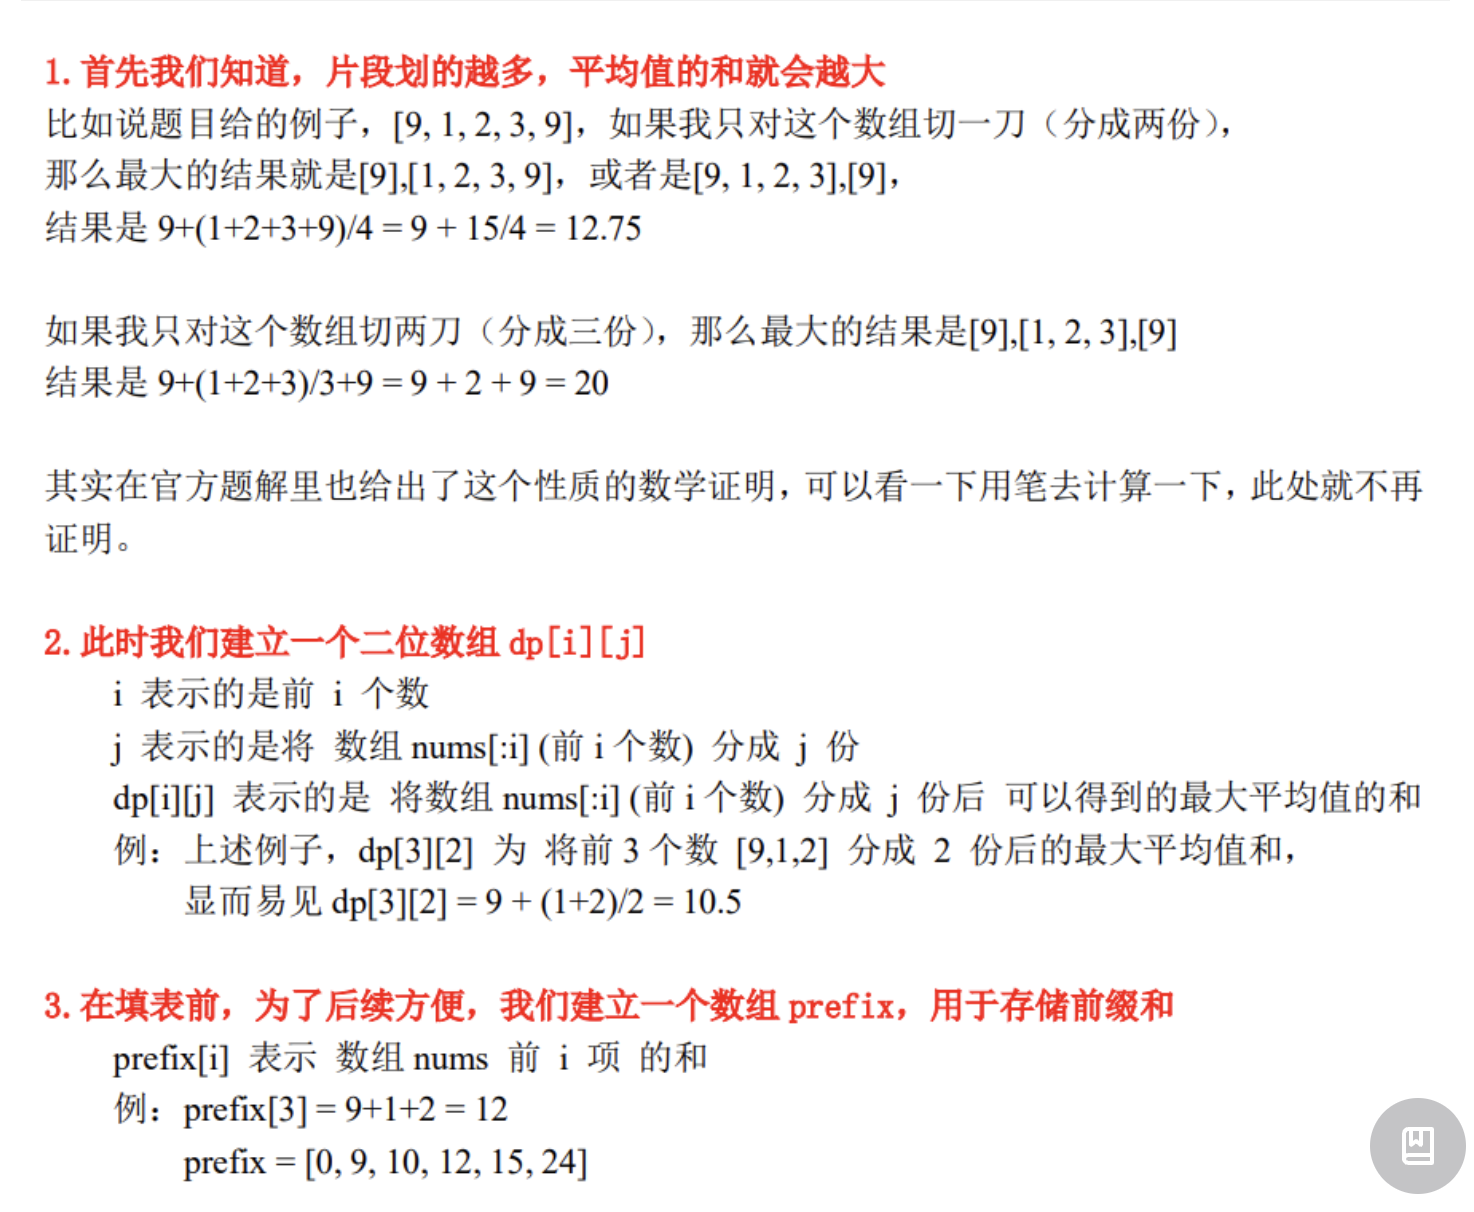 1. 首先我们知道，片段划的越多，平均值的和就会越大
比如说题目给的例子，[9, 1, 2, 3, 9]，如果我只对这个数组切一刀（分成两份），
那么最大的结果就是[9],[1, 2, 3, 9]，或者是[9, 1, 2, 3],[9]，
结果是 9+(1+2+3+9)/4 = 9 + 15/4 = 12.75
如果我只对这个数组切两刀（分成三份），那么最大的结果是[9],[1, 2, 3],[9]
结果是 9+(1+2+3)/3+9 = 9 + 2 + 9 = 20
其实在官方题解里也给出了这个性质的数学证明，可以看一下用笔去计算一下，此处就不再
证明。
2. 此时我们建立一个二位数组 dp[i][j]
i 表示的是前 i 个数
j 表示的是将 数组 nums[:i] (前 i 个数) 分成 j 份
dp[i][j] 表示的是 将数组 nums[:i] (前 i 个数) 分成 j 份后 可以得到的最大平均值的和
例：上述例子，dp[3][2] 为 将前 3 个数 [9,1,2] 分成 2 份后的最大平均值和，
显而易见 dp[3][2] = 9 + (1+2)/2 = 10.5
3. 在填表前，为了后续方便，我们建立一个数组 prefix，用于存储前缀和
prefix[i] 表示 数组 nums 前 i 项 的和
例：prefix[3] = 9+1+2 = 12
prefix = [0, 9, 10, 12, 15, 24]